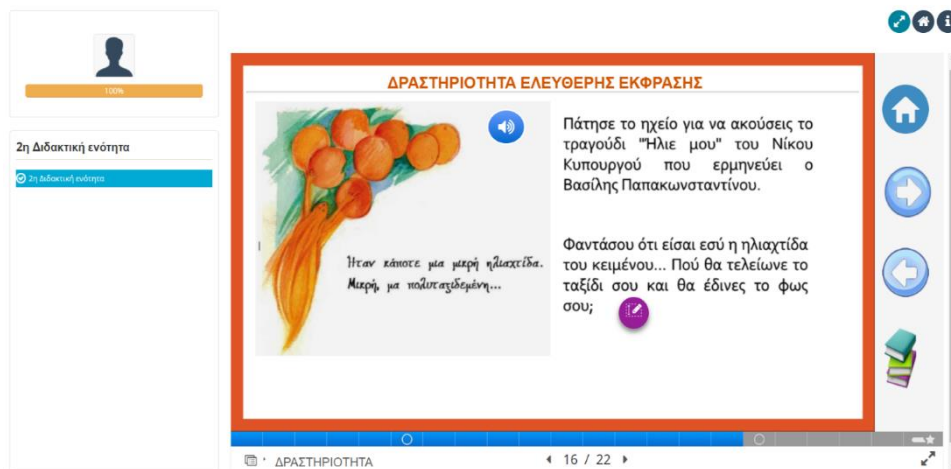 100%
2η Διδακτική ενότητα
2η Διδακτική ενότητα
ΔΡΑΣΤΗΡΙΟΤΗΤΑ ΕΛΕΥΘΕΡΗΣ ΕΚΦΡΑΣΗΣ
Ήταν κάποτε μια μικρή ηλιαχτίδα.
Μικρή, μα πολυταξιδεμένη...
Πάτησε το ηχείο για να ακούσεις το
τραγούδι "Ήλιε μου" του Νίκου
Κυπουργού που ερμηνεύει ο
Βασίλης Παπακωνσταντίνου.
Φαντάσου ότι είσαι εσύ η ηλιαχτίδα
του κειμένου... Πού θα τελείωνε το
ταξίδι σου και θα έδινες το φως
σου;
ΔΡΑΣΤΗΡΙΟΤΗΤΑ
16 / 22